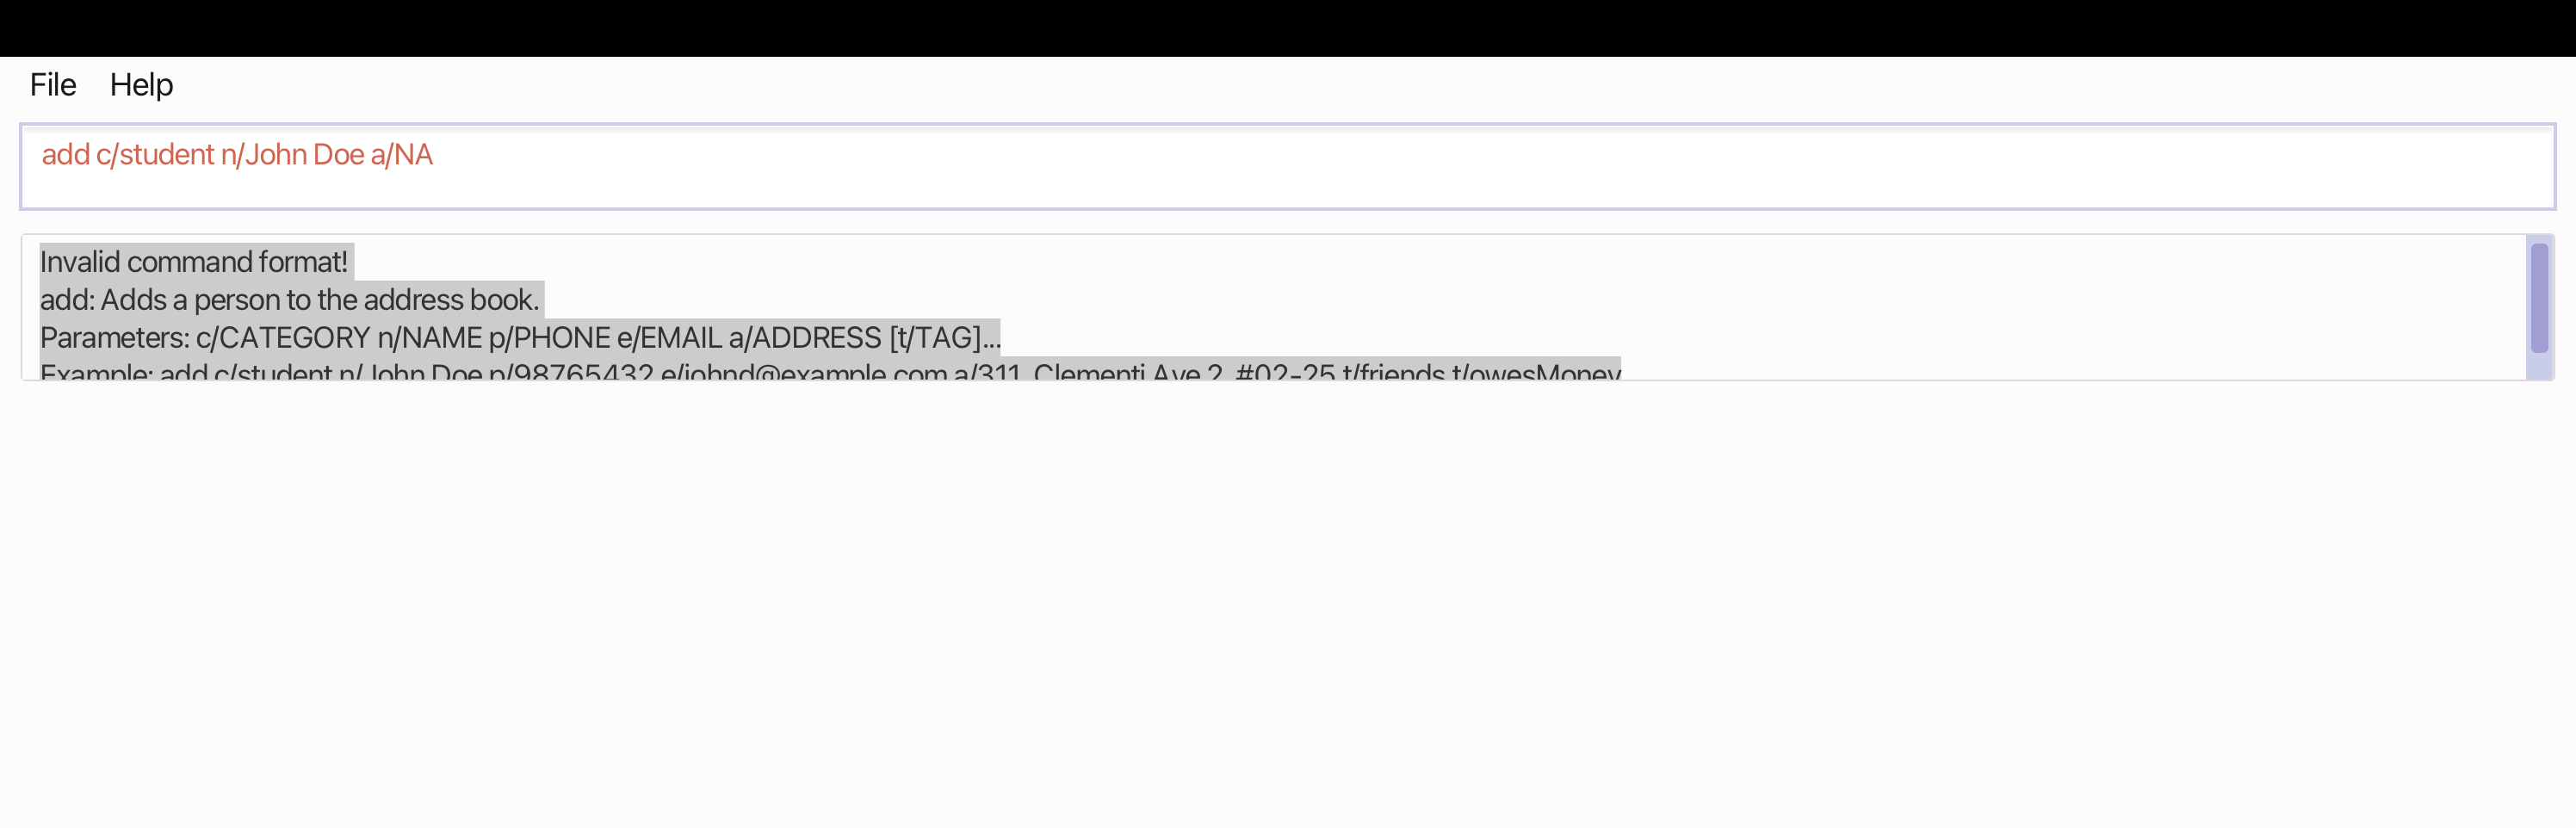 File Help
add c/student n/John Doe a/NA
Invalid command format!
add: Adds a person to the address book.
Parameters: c/CATEGORY n/NAME p/PHONE e/EMAIL a/ADDRESS [t/TAG]...
Example: add c/student n/ John Doe p/98765432 e/johnd@example.com a/311, Clementi Ave 2, #02-25 t/friends t/owesMoney